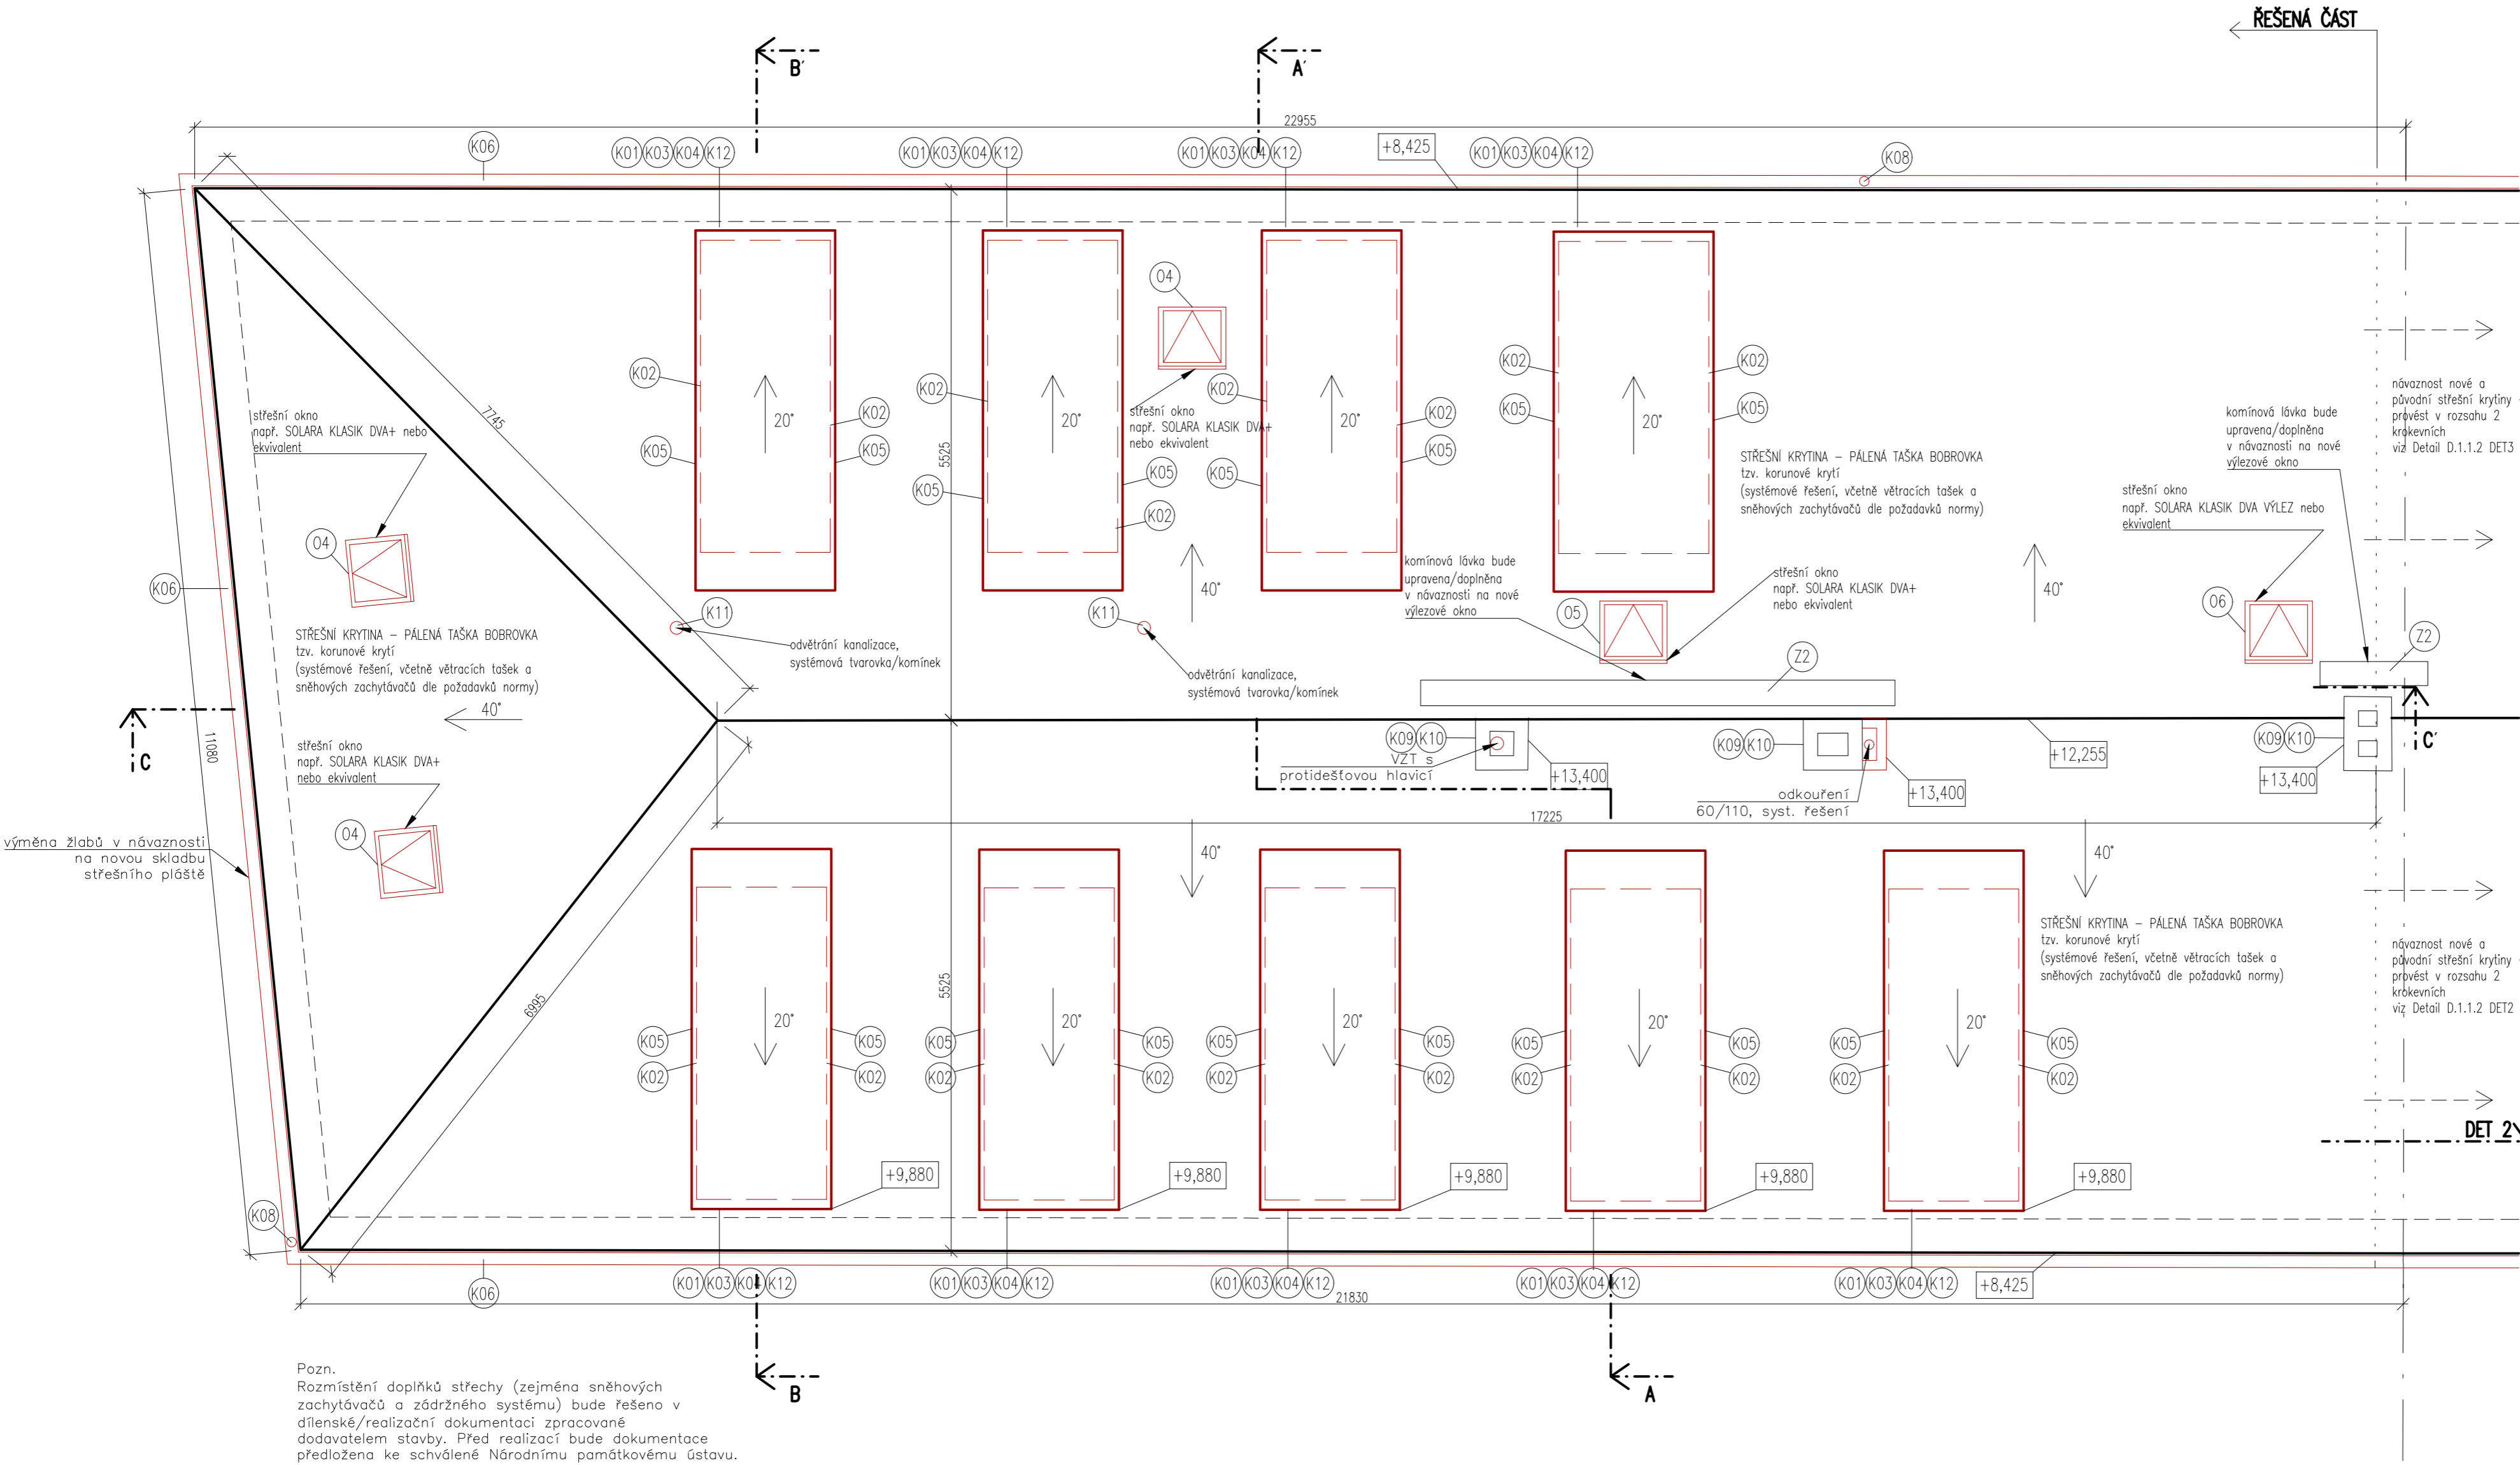 ŘEŠENÁ ČÁST
B'
A'
22955
K06
K01 K03 K04 K12
K01 K03 K04 K12
K01 K03 K04 K12
+8,425
K01 K03 K04 K12
K08
O4
K02
20°
K02
K05
K05
K02
20°
K05
K05
K02
K02
20°
K02
K05
K05
K02
20°
K02
K05
K05
7745
5525
střešní okno
např. SOLARA KLASIK DVA+ nebo
ekvivalent
střešní okno
např. SOLARA KLASIK DVA+
nebo ekvivalent
STŘEŠNÍ KRYTINA – PÁLENÁ TAŠKA BOBROVKA
tzv. korunové krytí
(systémové řešení, včetně větracích tašek a
sněhových zachytávačů dle požadavků normy)
komínová lávka bude
upravena/doplněna
v návaznosti na nové
výlezové okno
návaznost nové a
původní střešní krytiny
provést v rozsahu 2
krokevních
viz Detail D.1.1.2 DET3
střešní okno
např. SOLARA KLASIK DVA VÝLEZ nebo
ekvivalent
O4
K06
40°
komínová lávka bude
upravena/doplněna
v návaznosti na nové
výlezové okno
střešní okno
např. SOLARA KLASIK DVA+
nebo ekvivalent
40°
O5
O6
Z2
K11
K11
odvětrání kanalizace,
systémová tvarovka/komínek
odvětrání kanalizace,
systémová tvarovka/komínek
Z2
STŘEŠNÍ KRYTINA – PÁLENÁ TAŠKA BOBROVKA
tzv. korunové krytí
(systémové řešení, včetně větracích tašek a
sněhových zachytávačů dle požadavků normy)
40°
C
11080
střešní okno
např. SOLARA KLASIK DVA+
nebo ekvivalent
O4
K09 K10
VZT s
protidešťovou hlavicí
+13,400
K09 K10
odkouření
60/110, syst. řešení
+13,400
+12,255
K09 K10
+13,400
C'
17225
výměna žlabů v návaznosti
na novou skladbu
střešního pláště
40°
40°
STŘEŠNÍ KRYTINA – PÁLENÁ TAŠKA BOBROVKA
tzv. korunové krytí
(systémové řešení, včetně větracích tašek a
sněhových zachytávačů dle požadavků normy)
návaznost nové a
původní střešní krytiny
provést v rozsahu 2
krokevních
viz Detail D.1.1.2 DET2
6995
5525
K05
K02
20°
K05
K02
K05
K02
20°
K05
K02
K05
K02
20°
K05
K02
K05
K02
20°
K05
K02
K05
K02
20°
K05
K02
DET 2
+9,880
+9,880
+9,880
+9,880
+9,880
K08
K06
K01 K03 K04 K12
K01 K03 K04 K12
K01 K03 K04 K12
K01 K03 K04 K12
K01 K03 K04 K12
+8,425
21830
B
A
Pozn.
Rozmístění doplňků střechy (zejména sněhových
zachytávačů a zádržného systému) bude řešeno v
dílenské/realizační dokumentaci zpracované
dodavatelem stavby. Před realizací bude dokumentace
předložena ke schválené Národnímu památkovému ústavu.